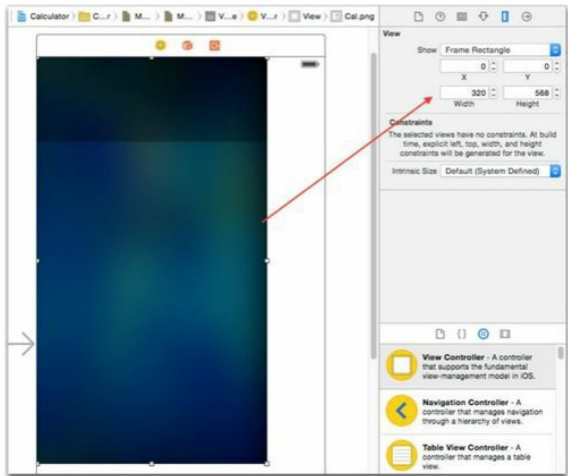 Calculator C...r M... M... V...e V...r View Cal.png
View
Show Frame Rectangle
0 0
X Y
320 568
Width Height
Constraints
The selected views have no constraints. At build
time, explicit left, top, width, and height
constraints will be generated for the view.
Intrinsic Size Default (System Defined)
View Controller - A controller
that supports the fundamental
view-management model in iOS.
Navigation Controller - A
controller that manages navigation
through a hierarchy of views.
Table View Controller - A
controller that manages a table
view.